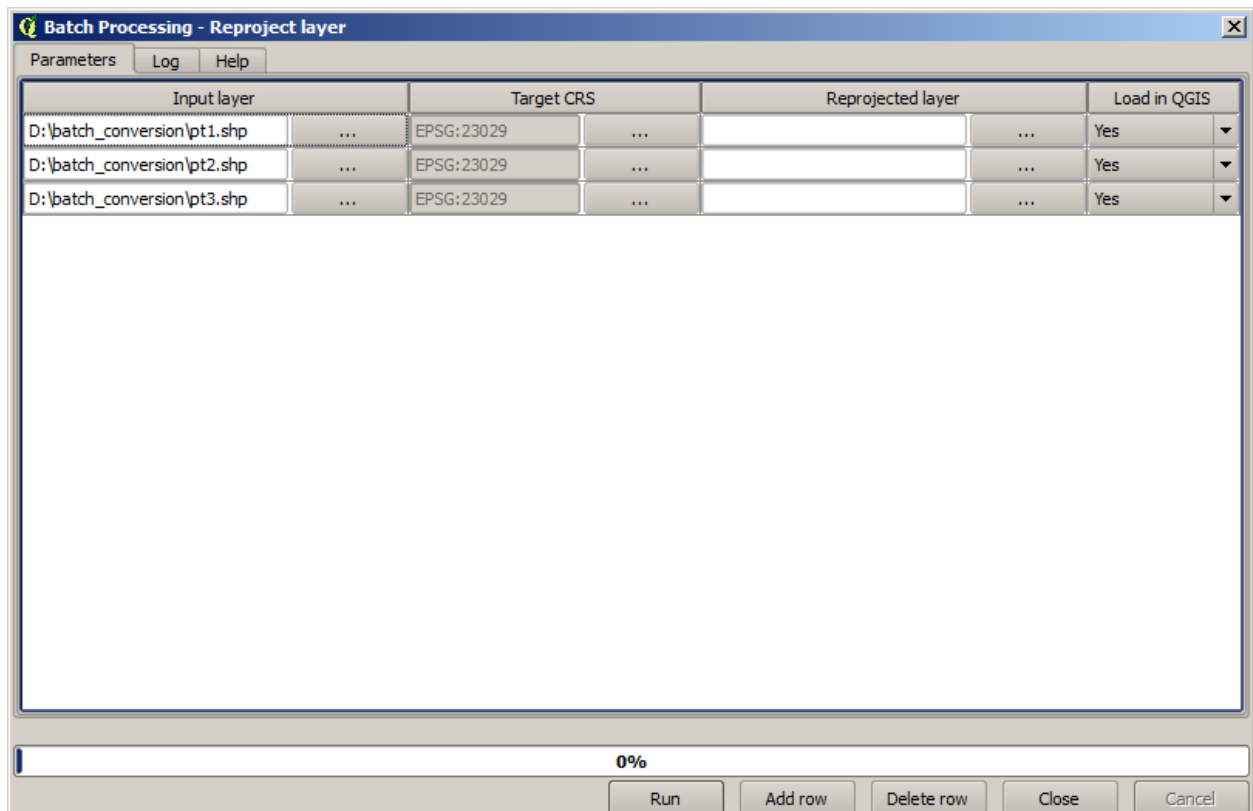 Batch Processing - Reproject layer
Parameters Log Help
Input layer Target CRS Reprojected layer Load in QGIS
D:\batch_conversion\pt1.shp ... EPSG:23029 ... ... Yes
D:\batch_conversion\pt2.shp ... EPSG:23029 ... ... Yes
D:\batch_conversion\pt3.shp ... EPSG:23029 ... ... Yes
0%
Run Add row Delete row Close Cancel